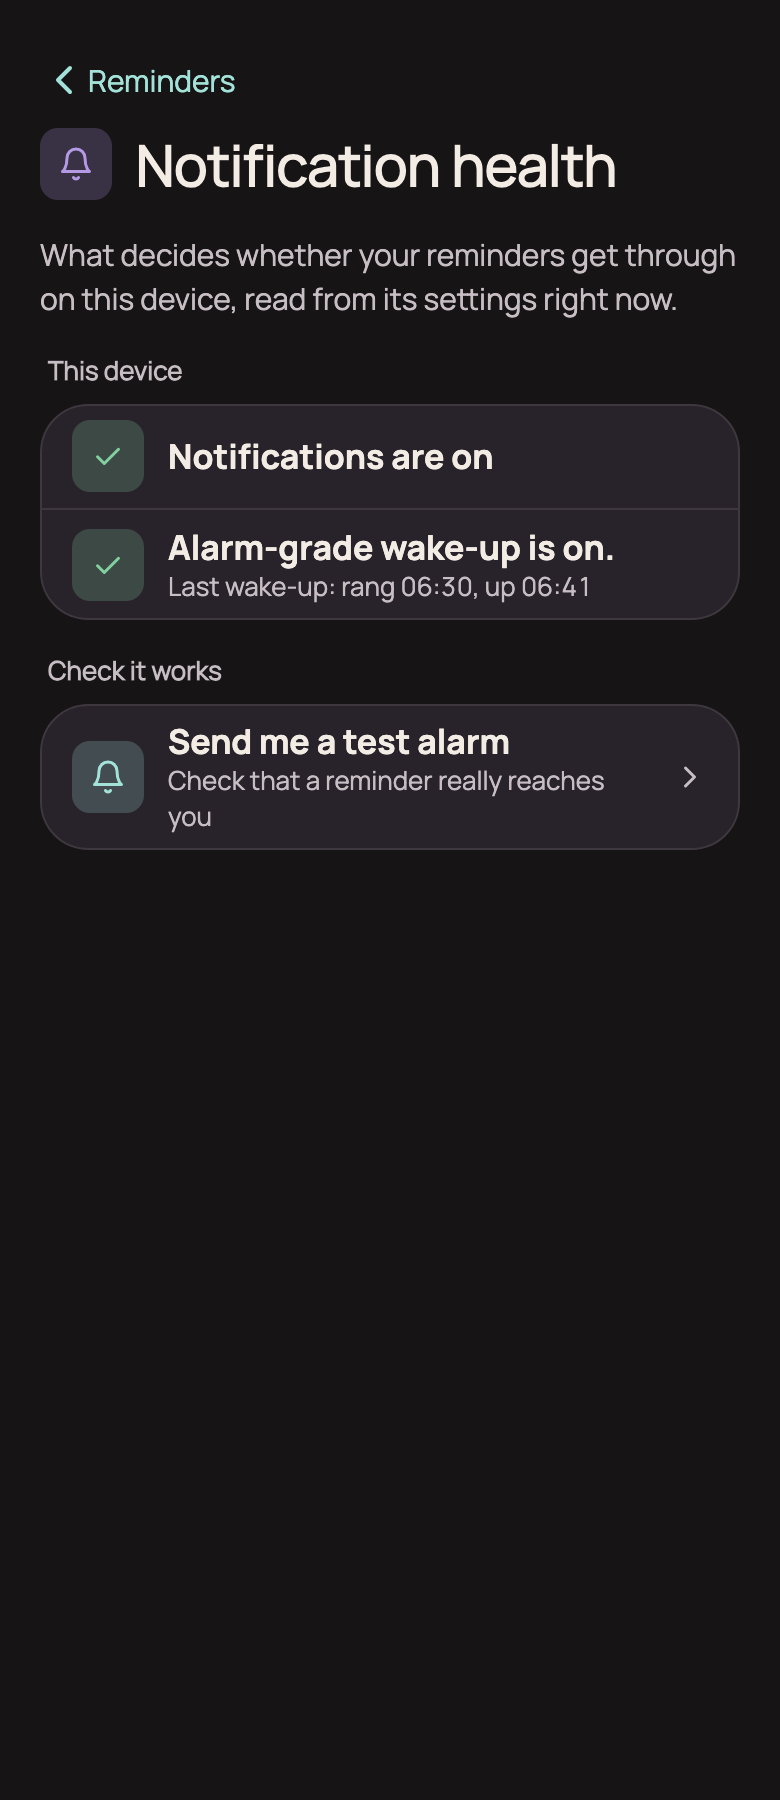 Reminders
Notification health
What decides whether your reminders get through
on this device, read from its settings right now.
This device
Notifications are on
Alarm-grade wake-up is on.
Last wake-up: rang 06:30, up 06:41
Check it works
Send me a test alarm
Check that a reminder really reaches
you